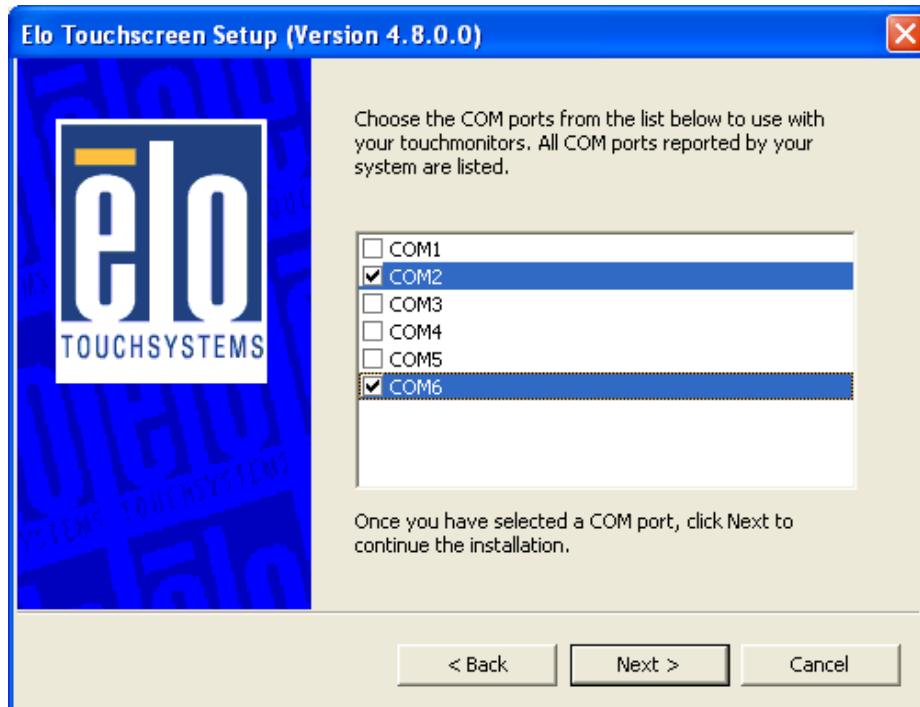 Elo Touchscreen Setup (Version 4.8.0.0)
elo
TOUCHSYSTEMS
Choose the COM ports from the list below to use with
your touchmonitors. All COM ports reported by your
system are listed.
COM1
COM2
COM3
COM4
COM5
COM6
Once you have selected a COM port, click Next to
continue the installation.
< Back
Next >
Cancel